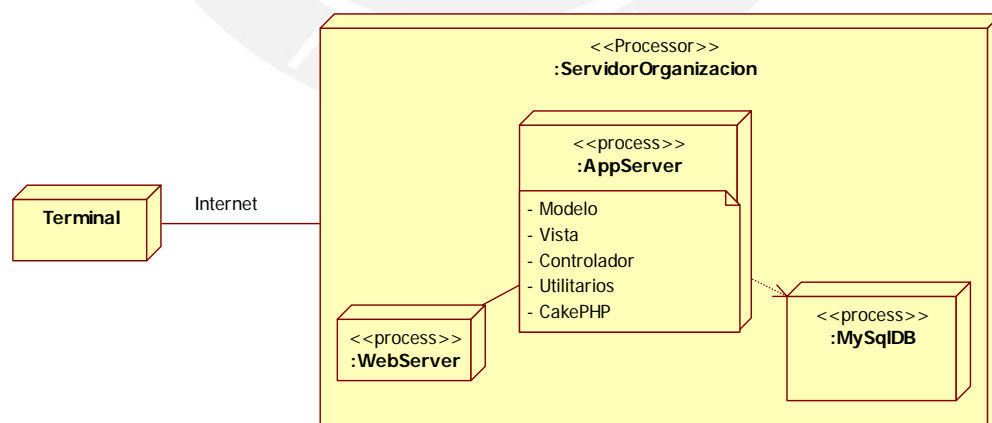 <<Processor>>
:ServidorOrganizacion
<<process>>
:AppServer
Terminal
Internet
- Modelo
- Vista
- Controlador
- Utilitarios
- CakePHP
<<process>>
:WebServer
<<process>>
:MySqlDB